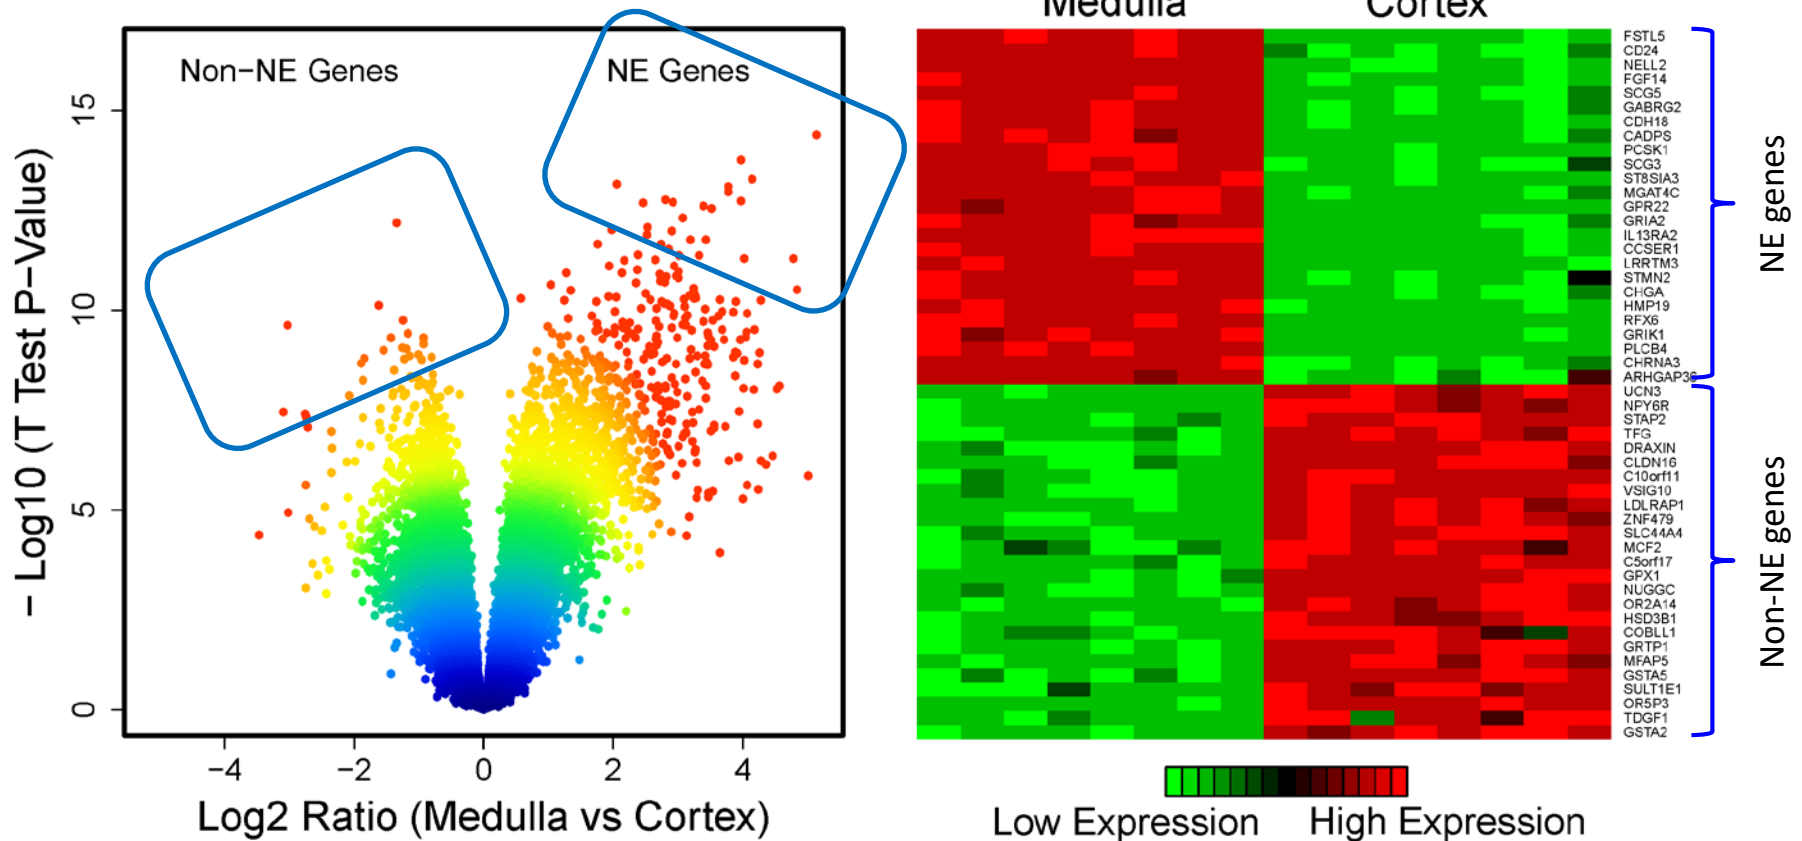 Non−NE Genes
NE Genes
− Log10 (T Test P−Value)
15
10
5
0
−4
−2
0
2
4
Log2 Ratio (Medulla vs Cortex)
Medulla
Cortex
FSTL5
CD24
NELL2
FGF14
SCG5
GABRG2
CDH18
CADPS
PCSK1
SCG3
ST8SIA3
MGAT4C
GPR22
GRIA2
IL13RA2
CCSER1
LRRTM3
STMN2
CHGA
HMP19
RFX6
GRIK1
PLCB4
CHRNA3
ARHGAP36
UCN3
NPY6R
STAP2
TFG
DRAXIN
CLDN16
C10orf11
VSIG10
LDLRAP1
ZNF479
SLC44A4
MCF2
C5orf17
GPX1
NUGGC
OR2A14
HSD3B1
COBLL1
GRTP1
MFAP5
GSTA5
SULT1E1
OR5P3
TDGF1
GSTA2
NE genes
Non-NE genes
Low Expression
High Expression